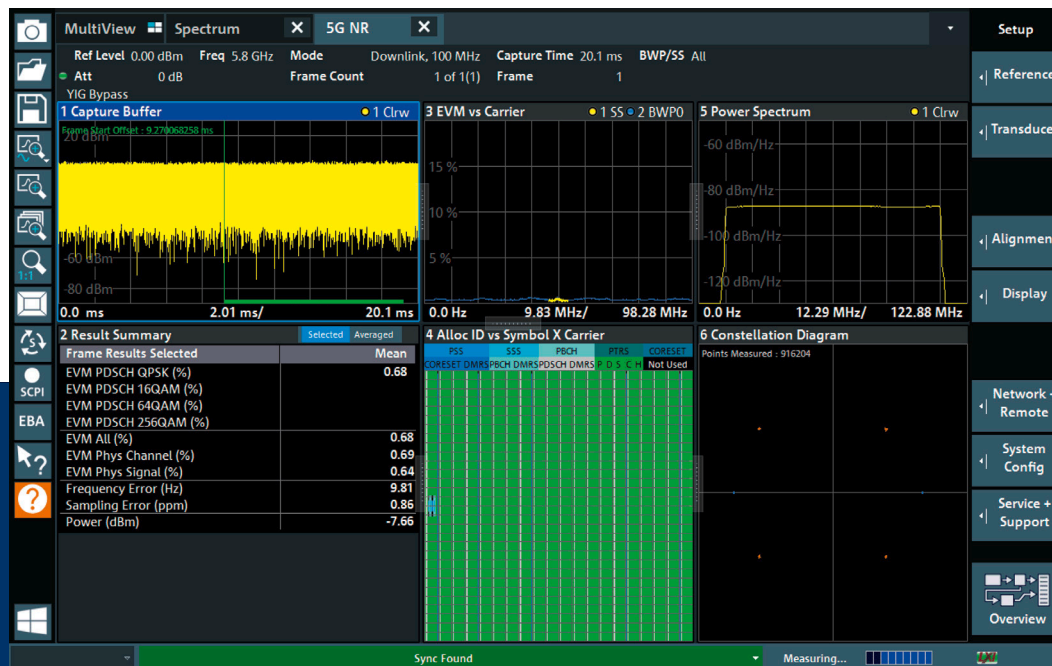 MultiView Spectrum X 5G NR X
Setup
Ref Level 0.00 dBm Freq 5.8 GHz Mode Downlink, 100 MHz Capture Time 20.1 ms BWP/SS All
Att 0 dB Frame Count 1 of 1(1) Frame 1
YIG Bypass
Reference
Transduce
Alignmen
Display
Network -
Remote
System
Config
Service +
Support
Overview
1:1
SCPI
EBA
1 Capture Buffer 1 Clrw
Frame Start Offset : 9.270068258 ms
20 dBm
-60 dBm
-80 dBm
0.0 ms 2.01 ms/ 20.1 ms
3 EVM vs Carrier 1 SS 2 BWP0
15 %
10 %
5 %
0.0 Hz 9.83 MHz/ 98.28 MHz
5 Power Spectrum 1 Clrw
-60 dBm/Hz
-80 dBm/Hz
-100 dBm/Hz
-120 dBm/Hz
0.0 Hz 12.29 MHz/ 122.88 MHz
2 Result Summary Selected Averaged
Frame Results Selected Mean
EVM PDSCH QPSK (%) 0.68
EVM PDSCH 16QAM (%)
EVM PDSCH 64QAM (%)
EVM PDSCH 256QAM (%)
EVM All (%) 0.68
EVM Phys Channel (%) 0.69
EVM Phys Signal (%) 0.64
Frequency Error (Hz) 9.81
Sampling Error (ppm) 0.86
Power (dBm) -7.66
4 Alloc ID vs Symbol X Carrier
PSS SSS PBCH PTRS CORESET
CORESET DMRS PBCH DMRS PDSCH DMRS P D S C H Not Used
6 Constellation Diagram
Points Measured : 916204
Sync Found
Measuring...